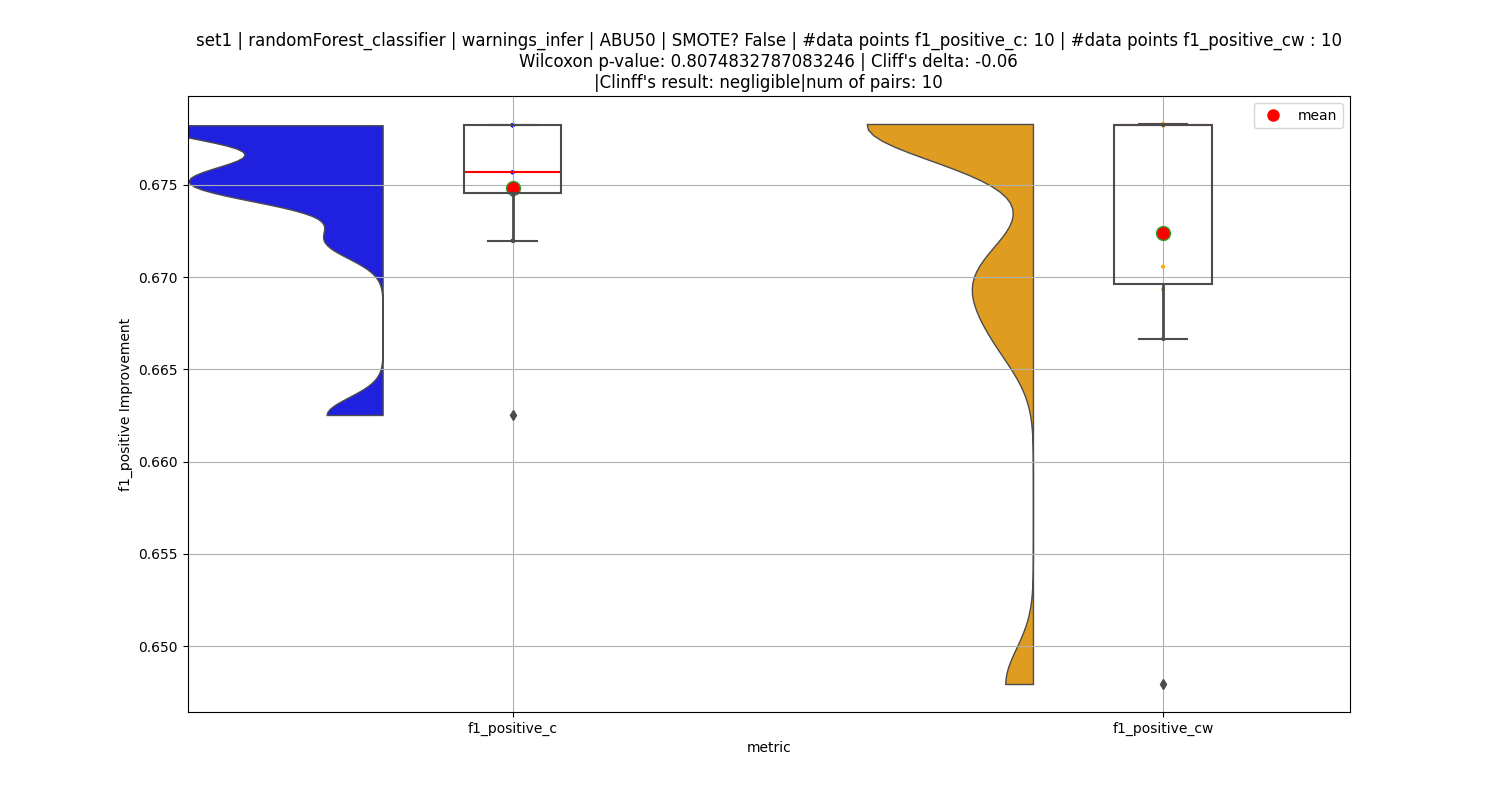 set1 | randomForest_classifier | warnings_infer | ABU50 | SMOTE? False | #data points f1_positive_c: 10 | #data points f1_positive_cw : 10
Wilcoxon p-value: 0.8074832787083246 | Cliff's delta: -0.06
|Clinff's result: negligible|num of pairs: 10
mean
0.675
0.670
0.665
0.660
0.655
0.650
f1_positive Improvement
f1_positive_c
f1_positive_cw
metric